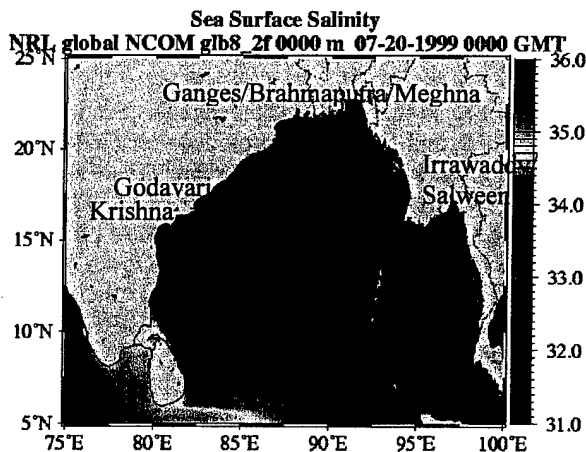 Sea Surface Salinity
NRL global NCOM glb8_2f 0000 m 07-20-1999 0000 GMT
25°N
36.0
Ganges/Brahmaputra/Meghna
35.0
20°N
Irrawaddy/
Godavari
Salween
34.0
Krishna
15°N
33.0
10°N
32.0
5°N
31.0
75°E 80°E 85°E 90°E 95°E 100°E